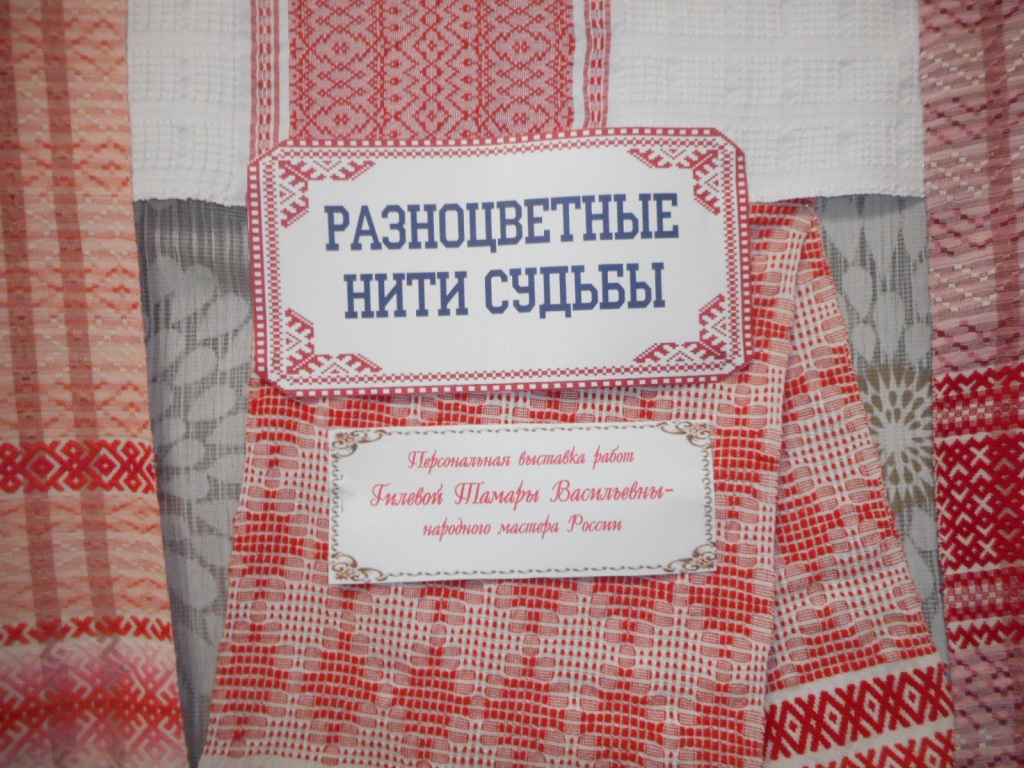 РАЗНОЦВЕТНЫЕ
НИТИ СУДЬБЫ
Персональная выставка работ
Гилевой Тамары Васильевны-
народного мастера России